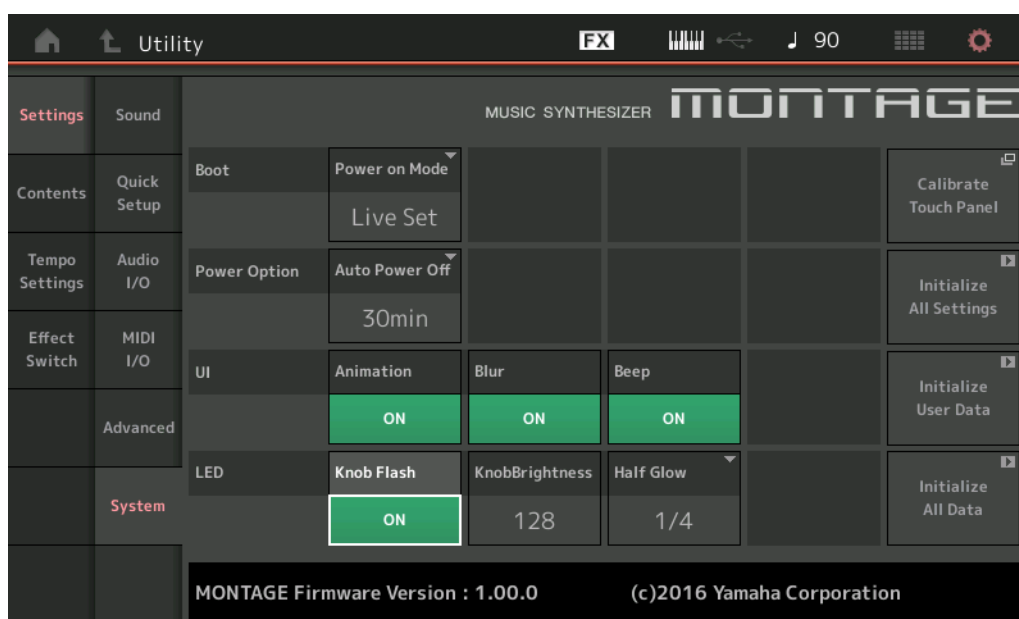 Utility
FX
90
Settings
Sound
MUSIC SYNTHESIZER MONTAGE
Contents
Quick
Setup
Boot
Power on Mode
Live Set
Calibrate
Touch Panel
Tempo
Settings
Audio
I/O
Power Option
Auto Power Off
30min
Initialize
All Settings
Effect
Switch
MIDI
I/O
UI
Animation
ON
Blur
ON
Beep
ON
Initialize
User Data
Advanced
LED
Knob Flash
ON
KnobBrightness
128
Half Glow
1/4
Initialize
All Data
System
MONTAGE Firmware Version : 1.00.0
(c)2016 Yamaha Corporation